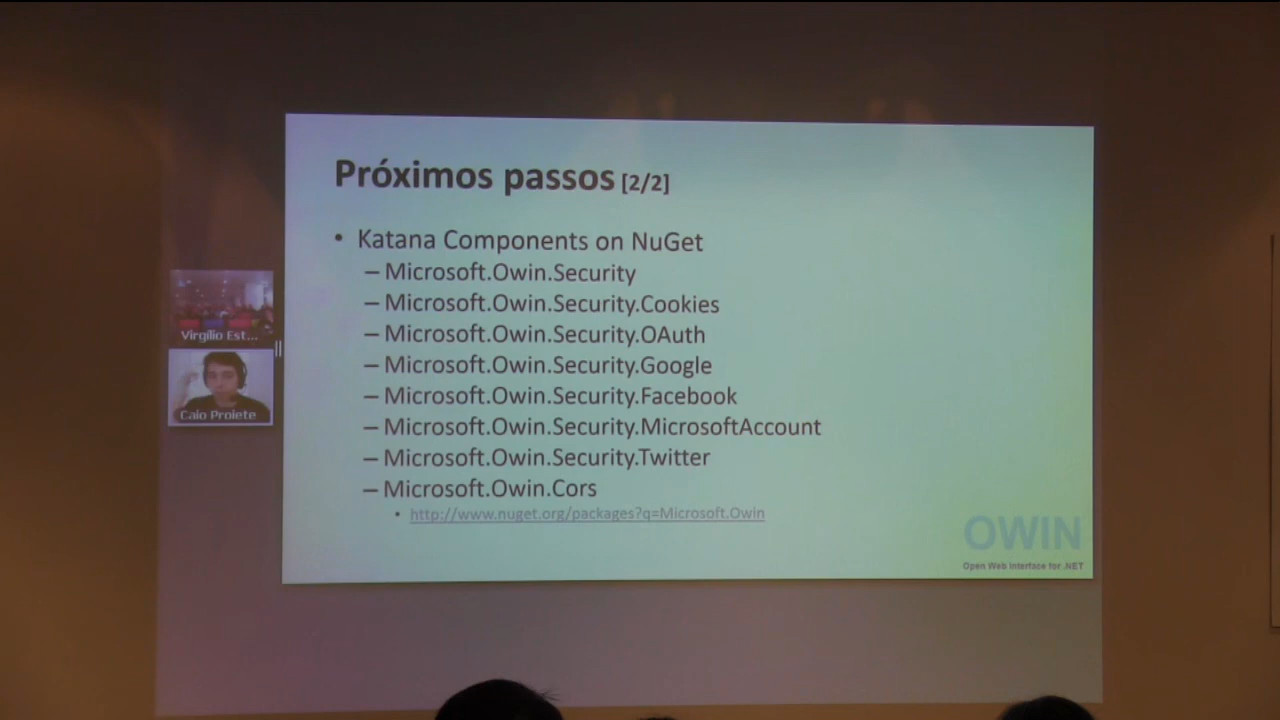 Próximos passos [2/2]
• Katana Components on NuGet
– Microsoft.Owin.Security
– Microsoft.Owin.Security.Cookies
– Microsoft.Owin.Security.OAuth
– Microsoft.Owin.Security.Google
– Microsoft.Owin.Security.Facebook
– Microsoft.Owin.Security.MicrosoftAccount
– Microsoft.Owin.Security.Twitter
– Microsoft.Owin.Cors
• http://www.nuget.org/packages?q=Microsoft.Owin
Virgílio Est...
Caio Proiete
OWIN
Open Web Interface for .NET